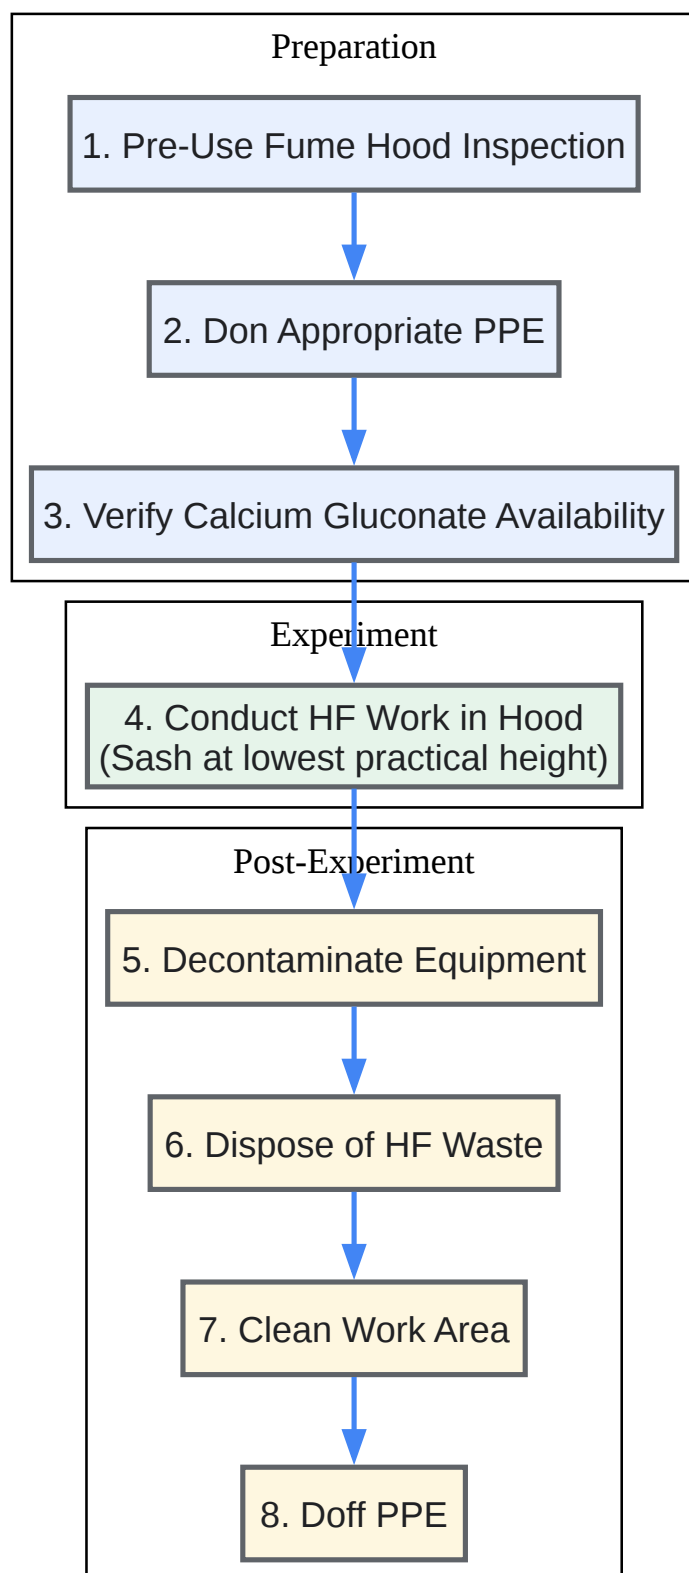 Preparation
1. Pre-Use Fume Hood Inspection
2. Don Appropriate PPE
3. Verify Calcium Gluconate Availability
Experiment
4. Conduct HF Work in Hood
(Sash at lowest practical height)
Post-Experiment
5. Decontaminate Equipment
6. Dispose of HF Waste
7. Clean Work Area
8. Doff PPE